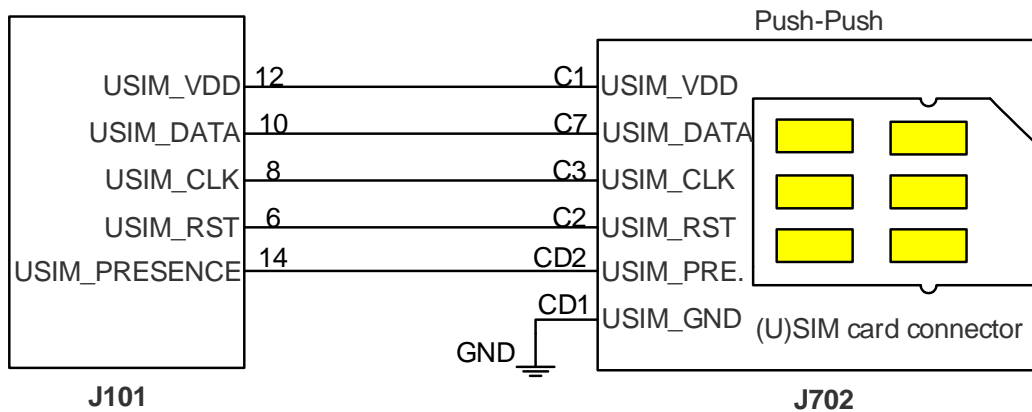 Push-Push
USIM_VDD 12 C1 USIM_VDD
USIM_DATA 10 C7 USIM_DATA
USIM_CLK 8 C3 USIM_CLK
USIM_RST 6 C2 USIM_RST
USIM_PRESENCE 14 CD2 USIM_PRE.
CD1 USIM_GND
(U)SIM card connector
GND
J101 J702